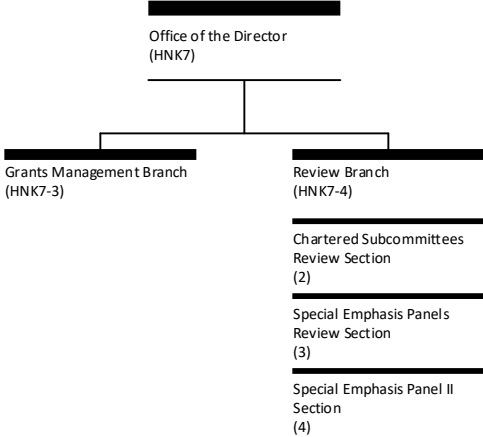 Office of the Director
(HNK7)
Grants Management Branch
(HNK7-3)
Review Branch
(HNK7-4)
Chartered Subcommittees
Review Section
(2)
Special Emphasis Panels
Review Section
(3)
Special Emphasis Panel II
Section
(4)